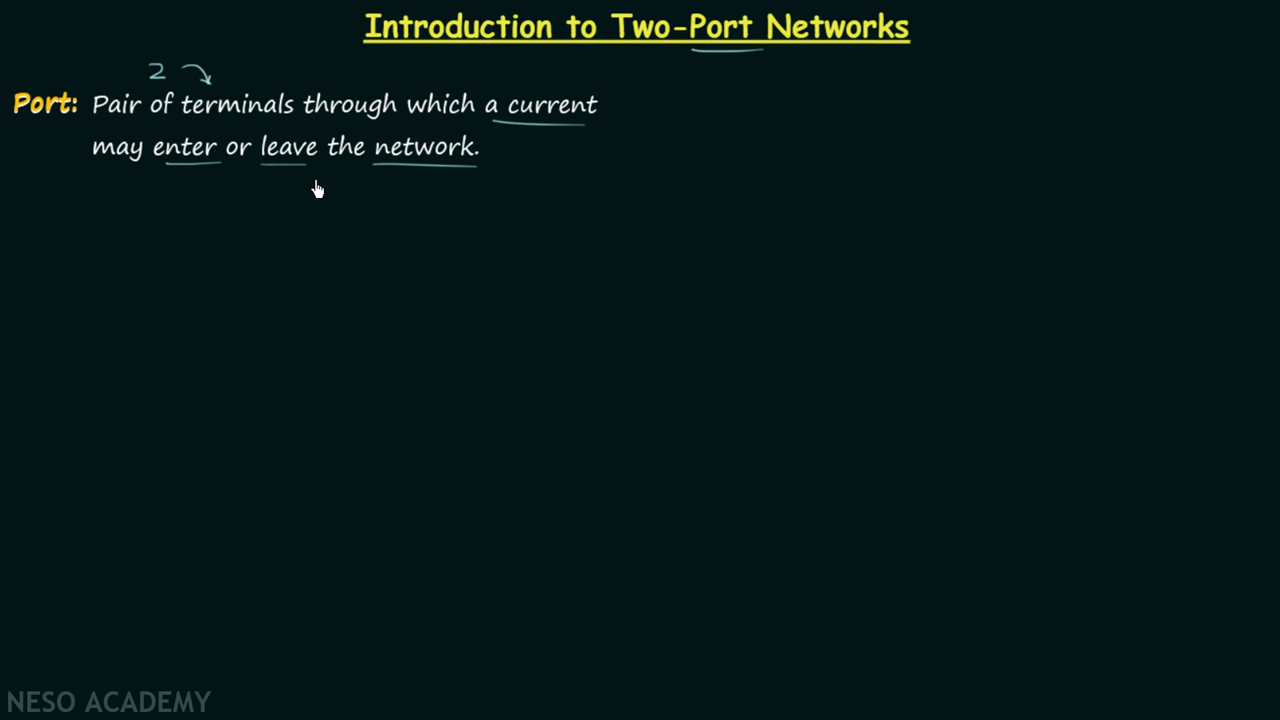 Introduction to Two-Port Networks
2
Port: Pair of terminals through which a current
may enter or leave the network.
NESO ACADEMY